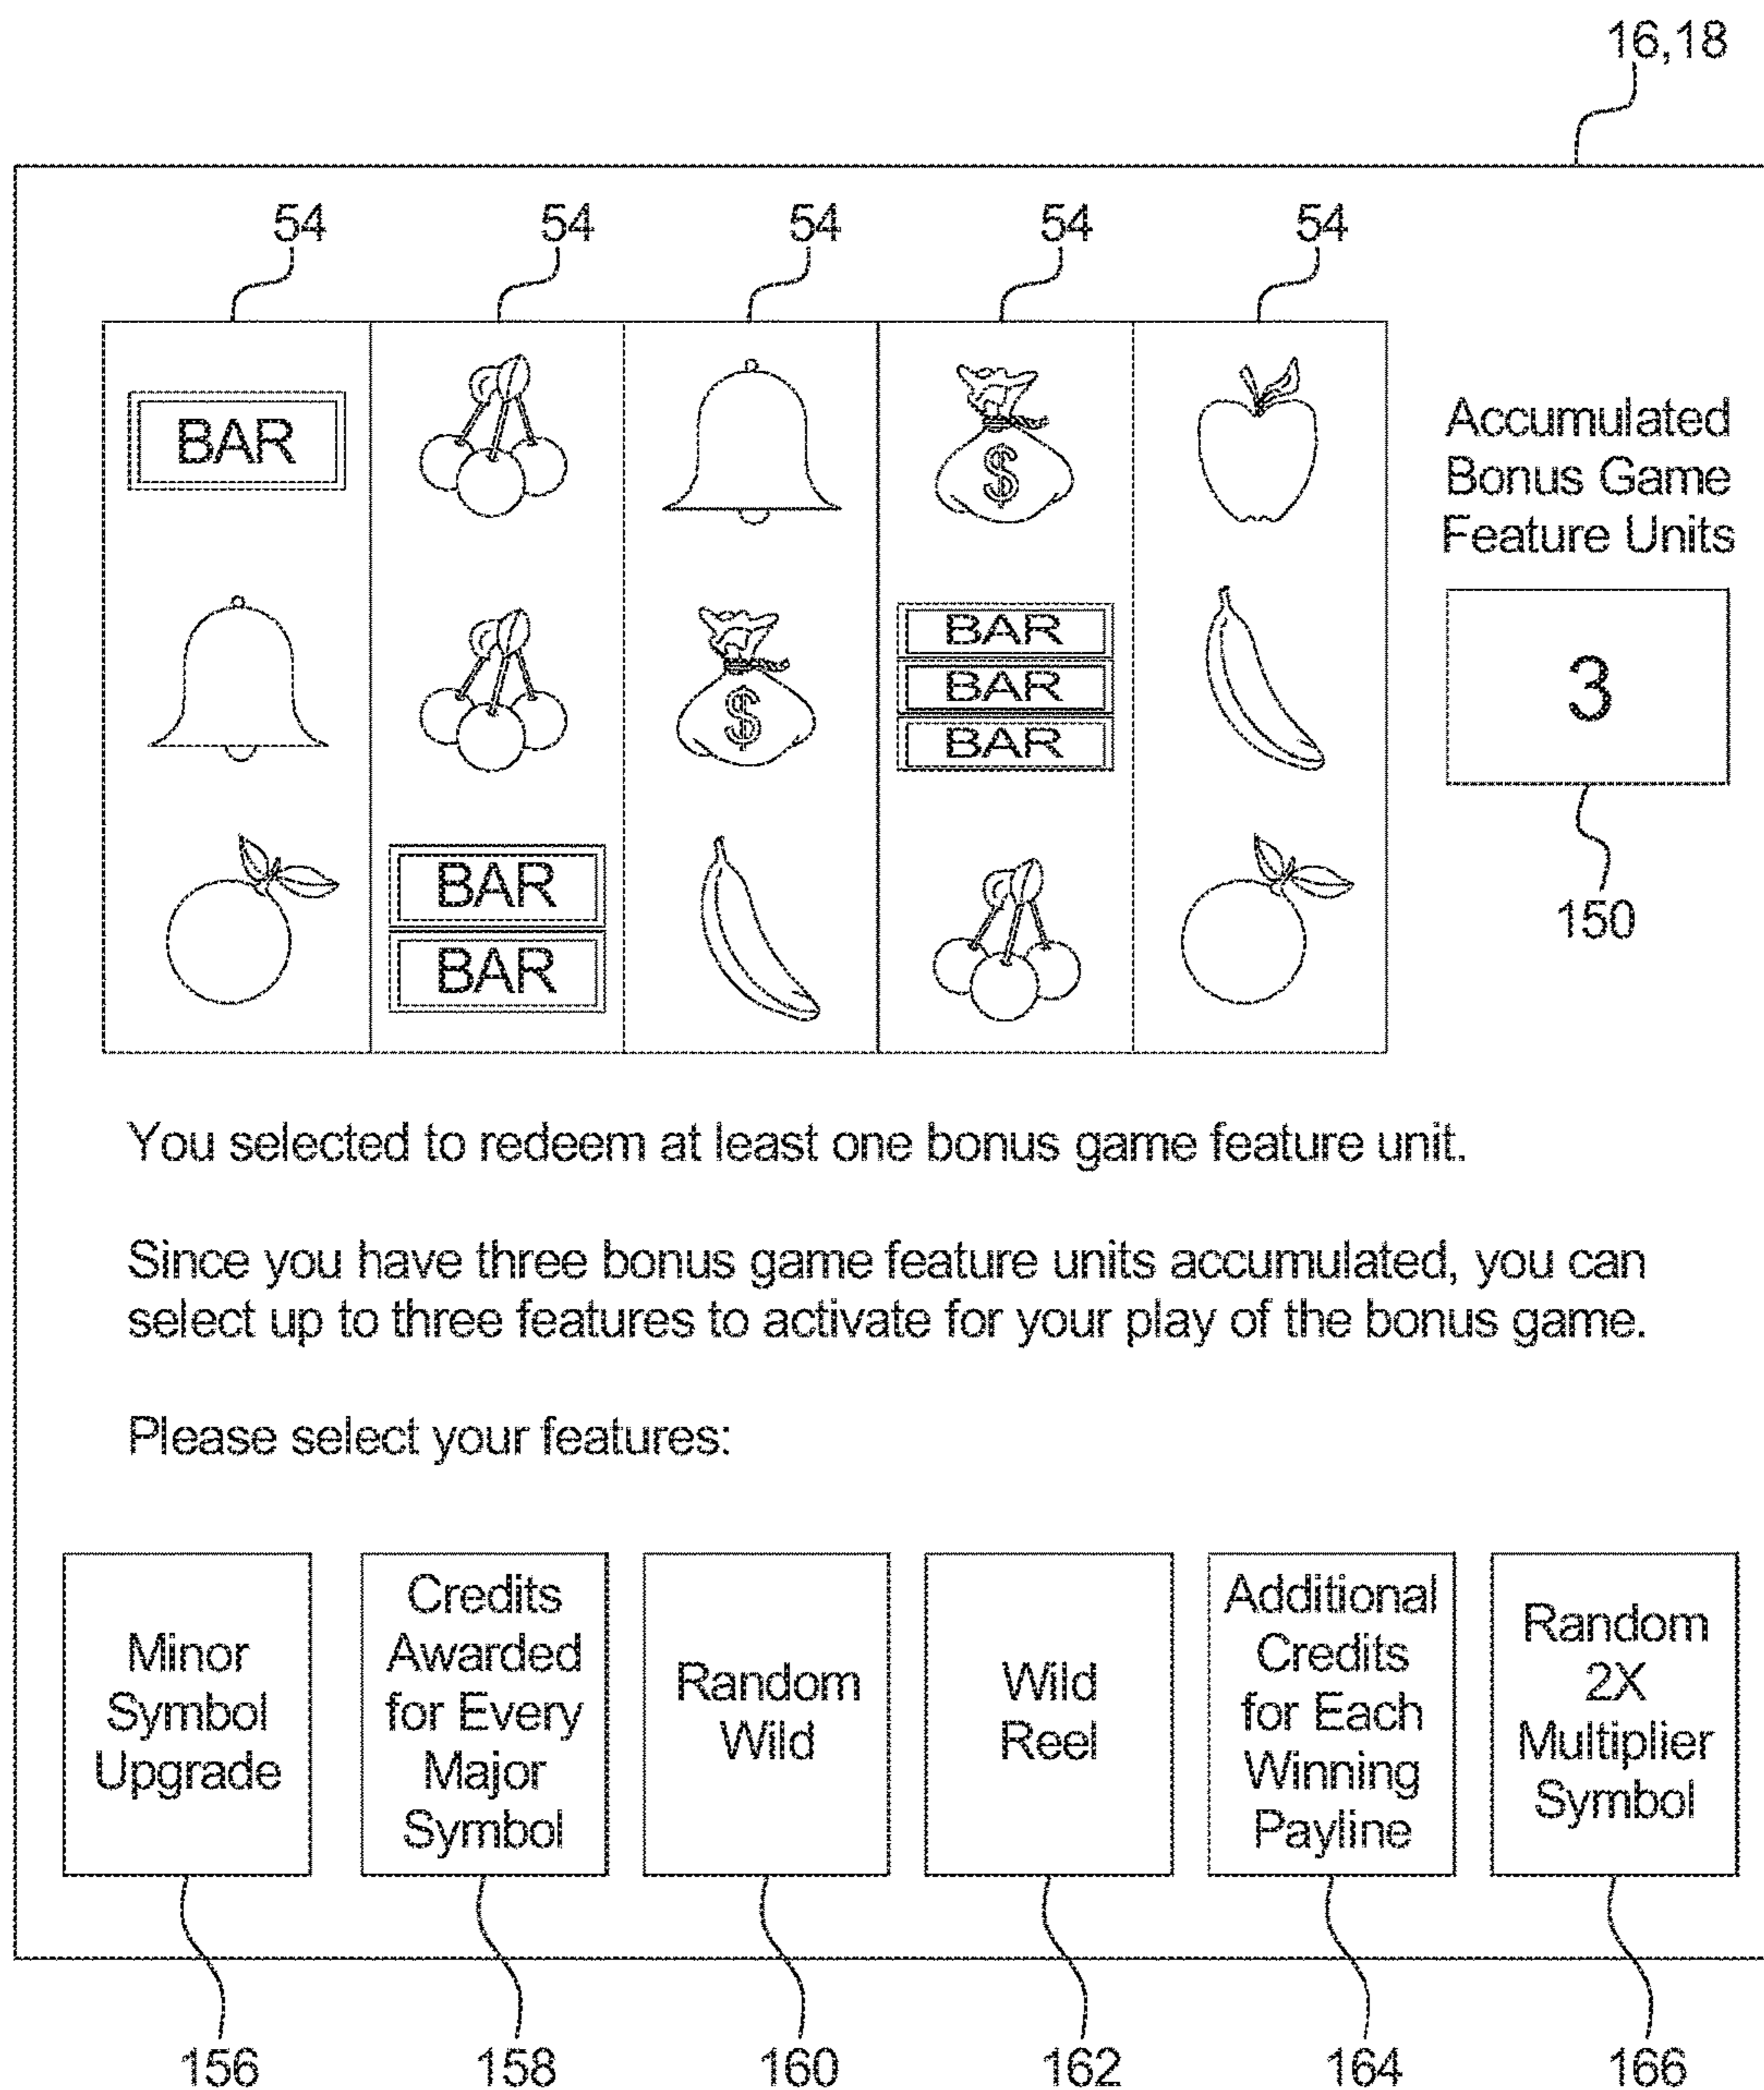 16,18
54 54 54 54 54
BAR
$
Accumulated
Bonus Game
Feature Units
$
BAR
BAR
BAR
3
BAR
BAR
150
You selected to redeem at least one bonus game feature unit.
Since you have three bonus game feature units accumulated, you can
select up to three features to activate for your play of the bonus game.
Please select your features:
Minor
Symbol
Upgrade
Credits
Awarded
for Every
Major
Symbol
Random
Wild
Wild
Reel
Additional
Credits
for Each
Winning
Payline
Random
2X
Multiplier
Symbol
156 158 160 162 164 166